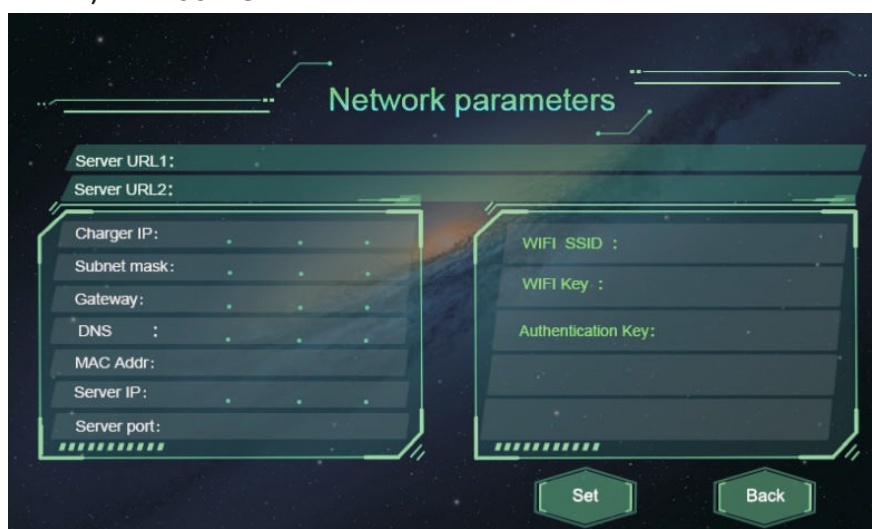 Network parameters
Server URL1:
Server URL2:
Charger IP: . . .
Subnet mask: . . .
Gateway: . . .
DNS : . . .
MAC Addr:
Server IP: . . .
Server port:
WIFI SSID :
WIFI Key :
Authentication Key:
Set
Back